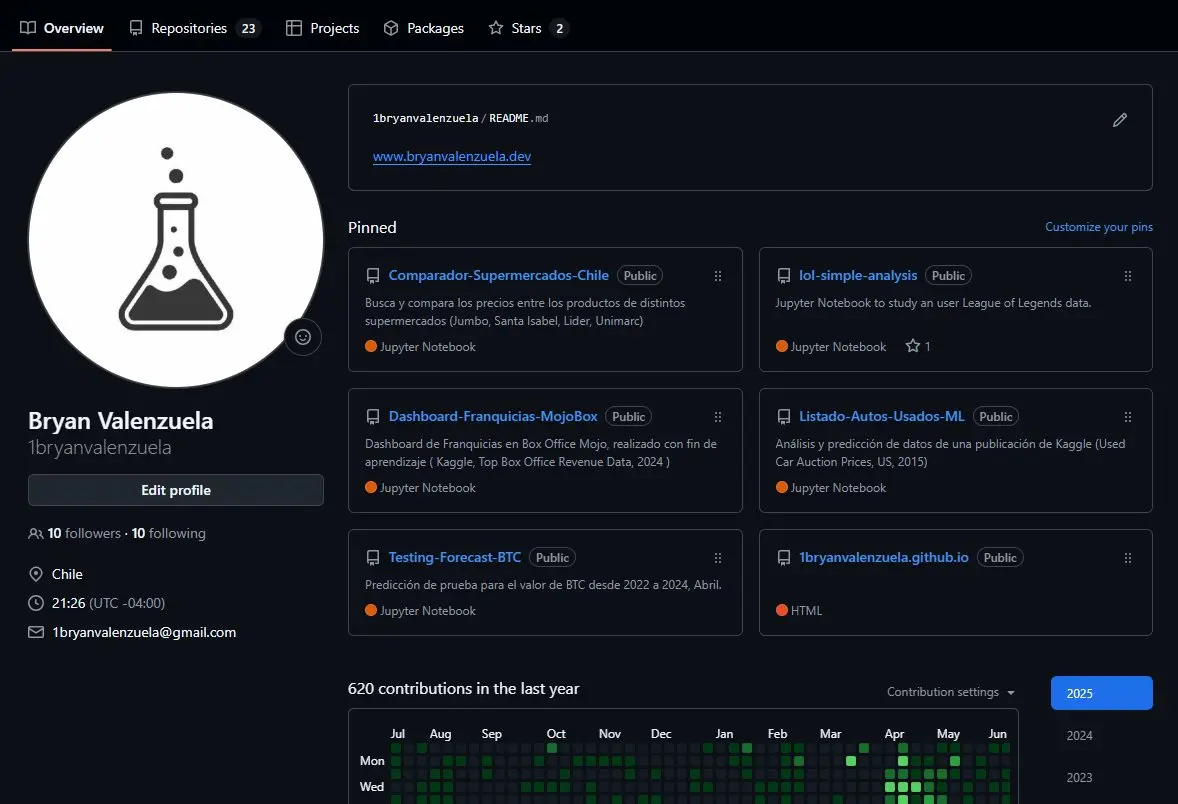 Overview Repositories 23 Projects Packages Stars 2
1bryanvalenzuela/README.md
www.bryanvalenzuela.dev
Bryan Valenzuela
1bryanvalenzuela
Edit profile
10 followers · 10 following
Chile
21:26 (UTC -04:00)
1bryanvalenzuela@gmail.com
Pinned
Customize your pins
Comparador-Supermercados-Chile Public
Busca y compara los precios entre los productos de distintos
supermercados (Jumbo, Santa Isabel, Lider, Unimarc)
Jupyter Notebook
lol-simple-analysis Public
Jupyter Notebook to study an user League of Legends data.
Jupyter Notebook 1
Dashboard-Franquicias-MojoBox Public
Dashboard de Franquicias en Box Office Mojo, realizado con fin de
aprendizaje ( Kaggle, Top Box Office Revenue Data, 2024 )
Jupyter Notebook
Listado-Autos-Usados-ML Public
Análisis y predicción de datos de una publicación de Kaggle (Used
Car Auction Prices, US, 2015)
Jupyter Notebook
Testing-Forecast-BTC Public
Predicción de prueba para el valor de BTC desde 2022 a 2024, Abril.
Jupyter Notebook
1bryanvalenzuela.github.io Public
HTML
620 contributions in the last year
Contribution settings
Jul Aug Sep Oct Nov Dec Jan Feb Mar Apr May Jun
Mon
Wed
2025
2024
2023